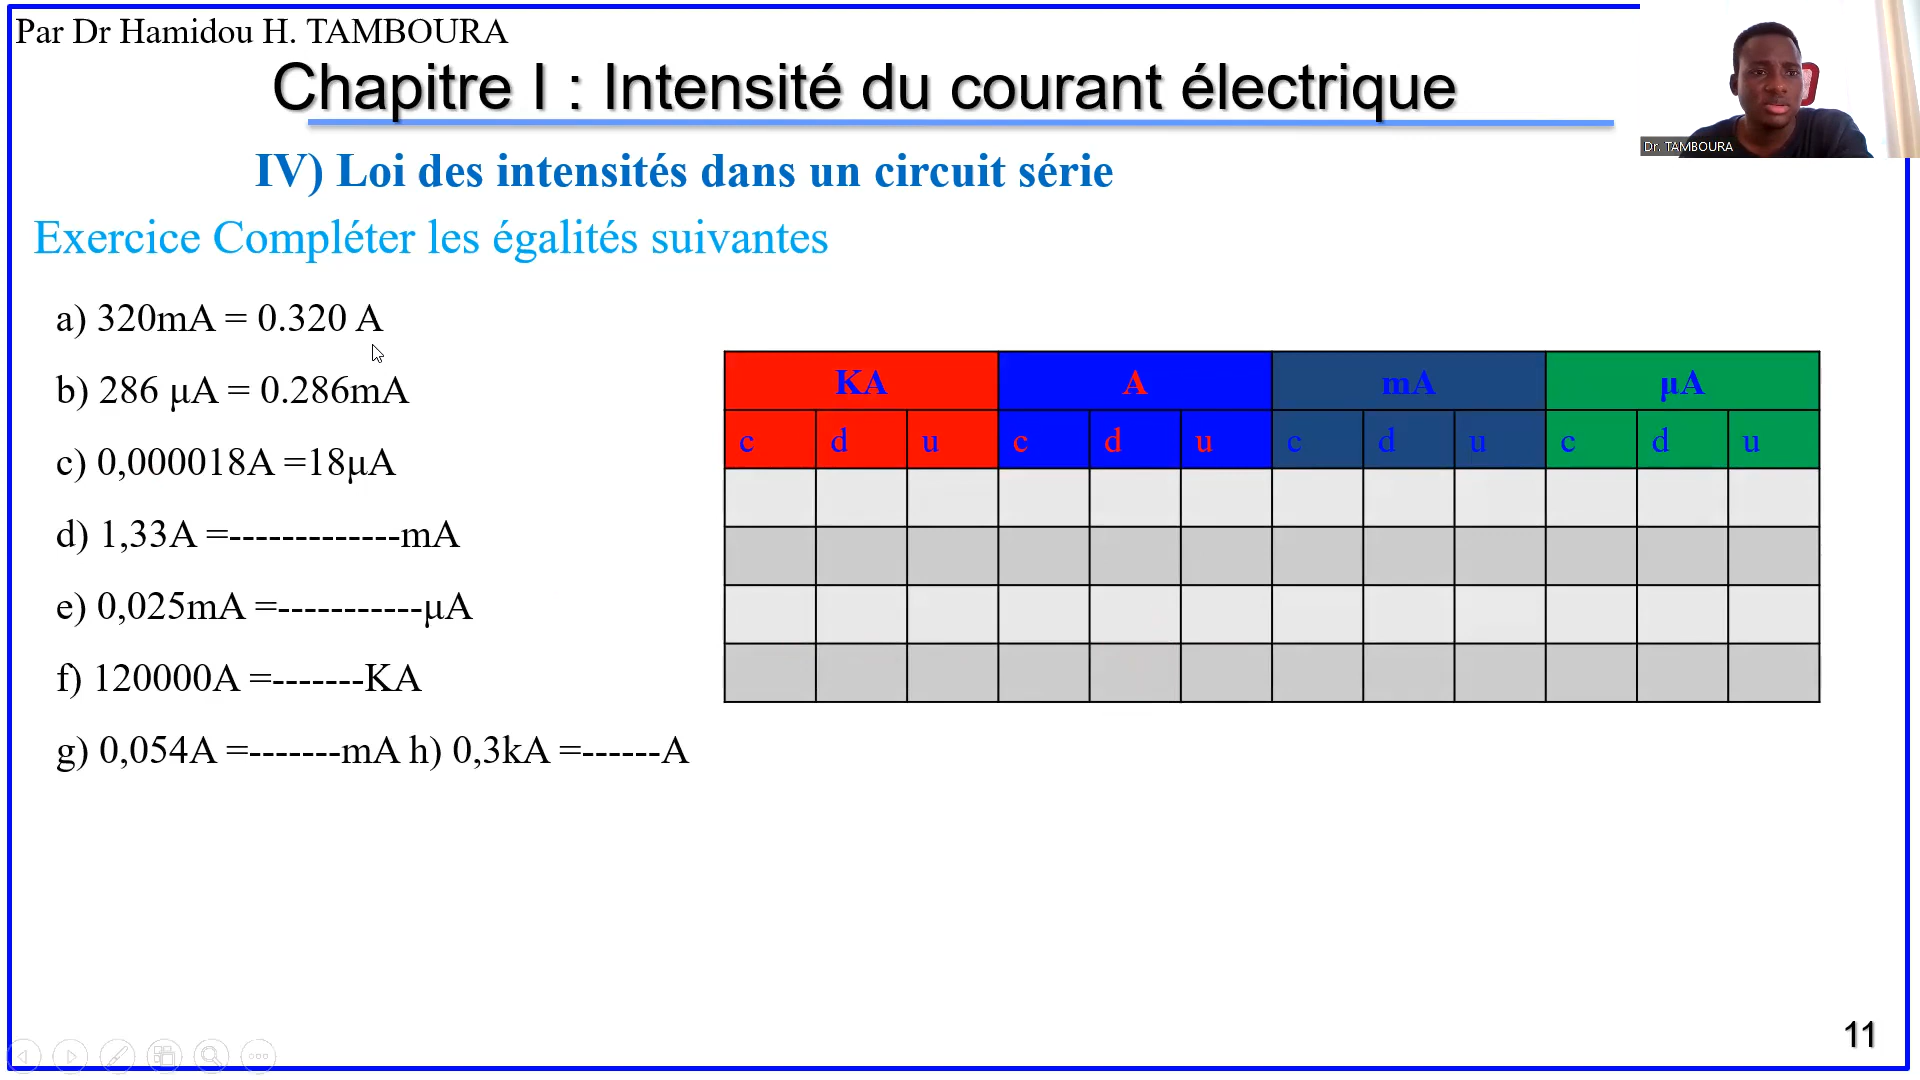 Par Dr Hamidou H. TAMBOURA
Chapitre I : Intensité du courant électrique
Dr. TAMBOURA
IV) Loi des intensités dans un circuit série
Exercice Compléter les égalités suivantes
a) 320mA = 0.320 A
b) 286 µA = 0.286mA
c) 0,000018A =18µA
d) 1,33A =-------------mA
e) 0,025mA =-----------µA
f) 120000A =-------KA
g) 0,054A =-------mA h) 0,3kA =------A
KA A mA µA
c d u c d u c d u c d u
11